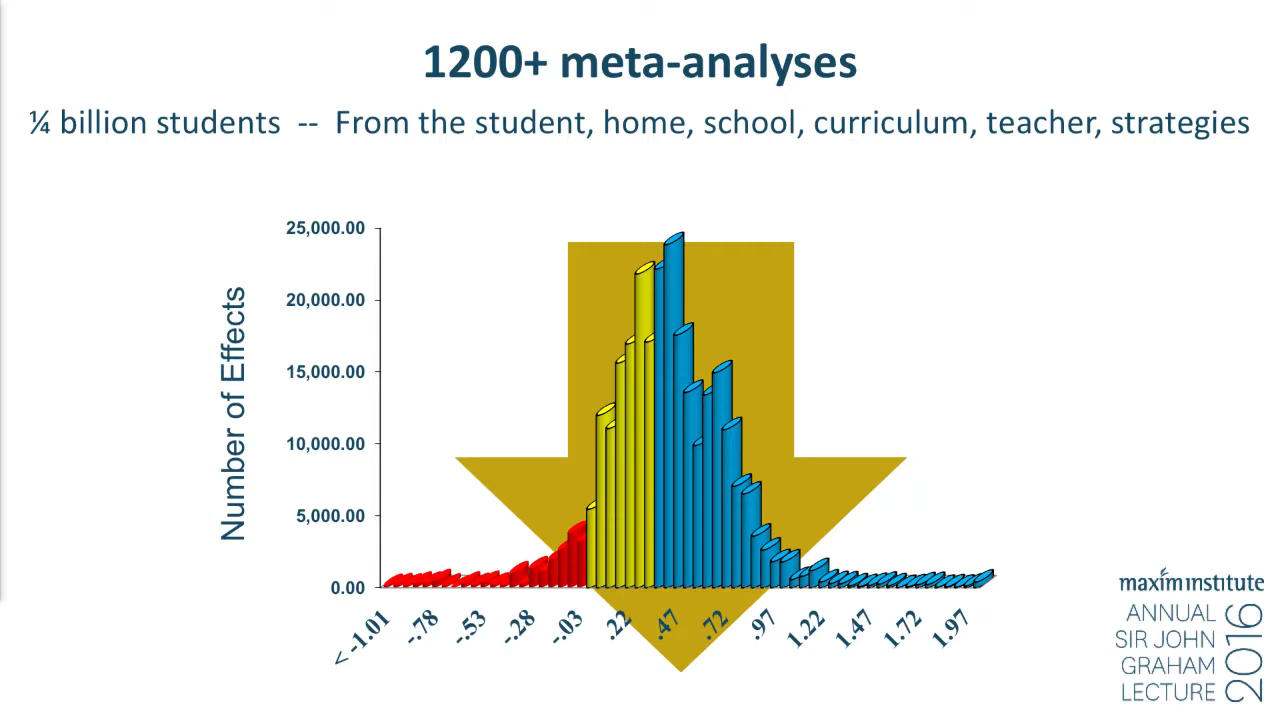 1200+ meta-analyses
¼ billion students -- From the student, home, school, curriculum, teacher, strategies
25,000.00
20,000.00
15,000.00
10,000.00
5,000.00
0.00
Number of Effects
< -1.01
-.78
-.53
-.28
-.03
.22
.47
.72
.97
1.22
1.47
1.72
1.97
maxim institute
ANNUAL
SIR JOHN
GRAHAM
LECTURE
2016